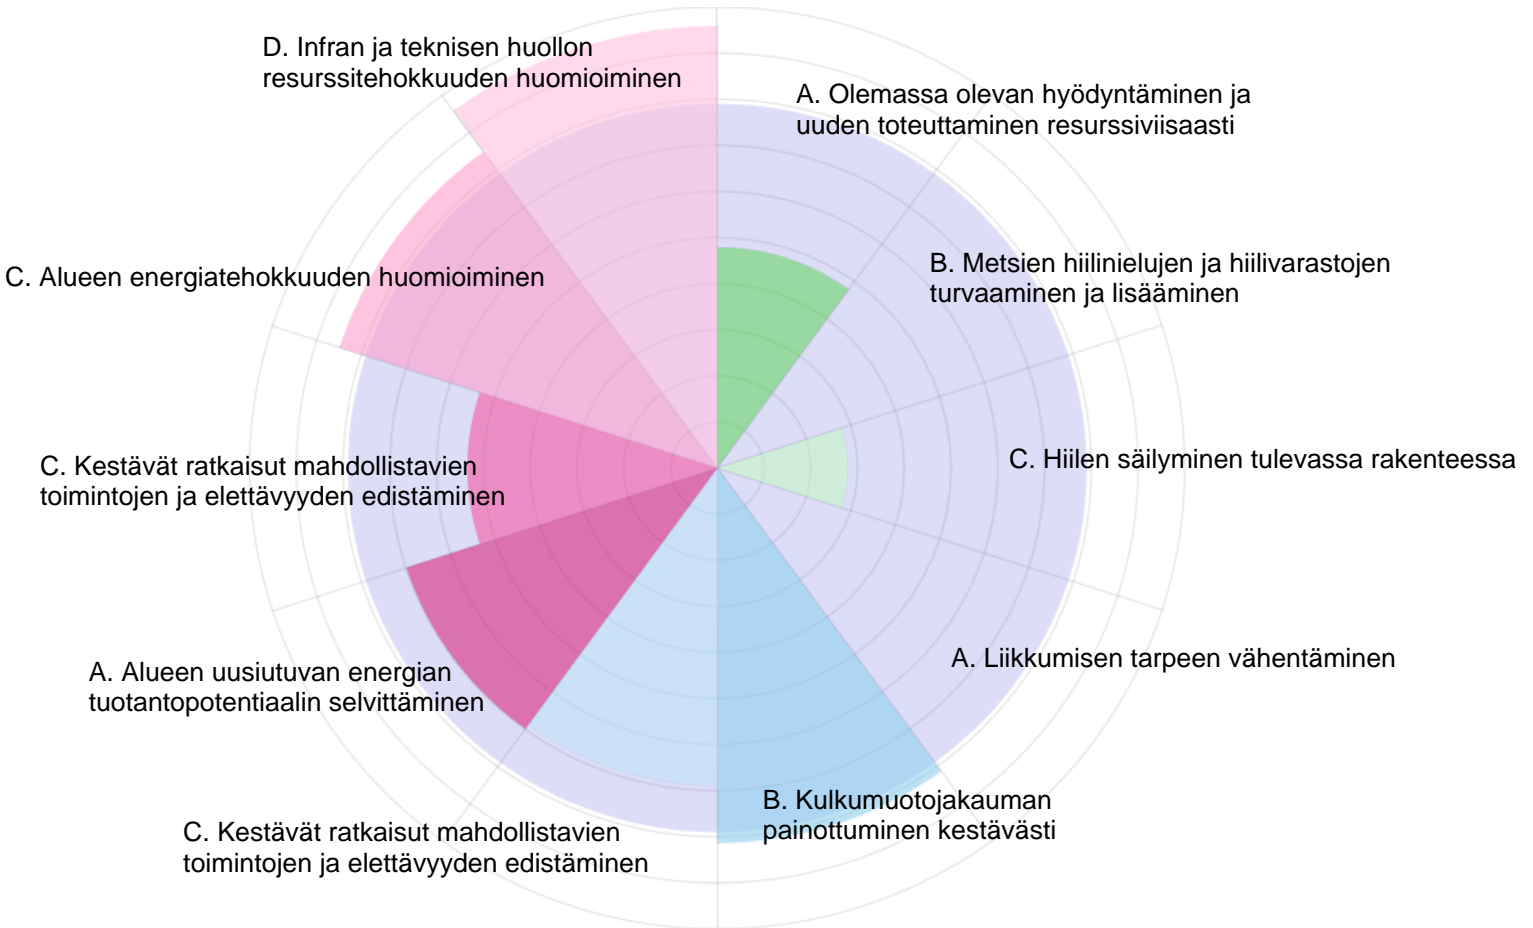 D. Infran ja teknisen huollon
resurssitehokkuuden huomioiminen
A. Olemassa olevan hyödyntäminen ja
uuden toteuttaminen resurssiviisaasti
B. Metsien hiilinielujen ja hiilivarastojen
turvaaminen ja lisääminen
C. Alueen energiatehokkuuden huomioiminen
C. Hiilen säilyminen tulevassa rakenteessa
C. Kestävät ratkaisut mahdollistavien
toimintojen ja elettävyyden edistäminen
A. Liikkumisen tarpeen vähentäminen
A. Alueen uusiutuvan energian
tuotantopotentiaalin selvittäminen
B. Kulkumuotojakauman
painottuminen kestävästi
C. Kestävät ratkaisut mahdollistavien
toimintojen ja elettävyyden edistäminen